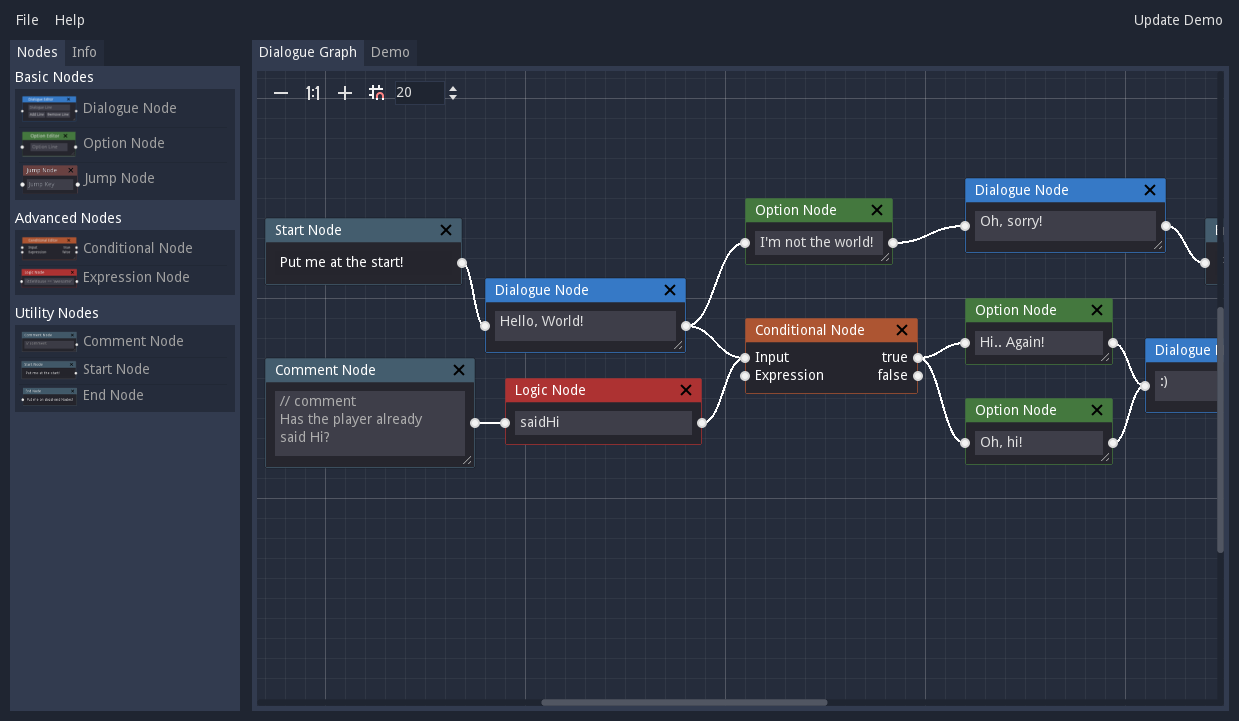 File Help Update Demo
Nodes Info
Basic Nodes
Dialogue Node
Option Node
Jump Node
Jump Node
Jump Key
Advanced Nodes
Conditional Node
Expression Node
Utility Nodes
Comment Node
Start Node
End Node
Dialogue Graph Demo
1:1 20
Start Node
Put me at the start!
Dialogue Node
Hello, World!
Comment Node
// comment
Has the player already
said Hi?
Logic Node
saidHi
Option Node
I'm not the world!
Conditional Node
Input true
Expression false
Dialogue Node
Oh, sorry!
Option Node
Hi.. Again!
Option Node
Oh, hi!
Dialogue
:)